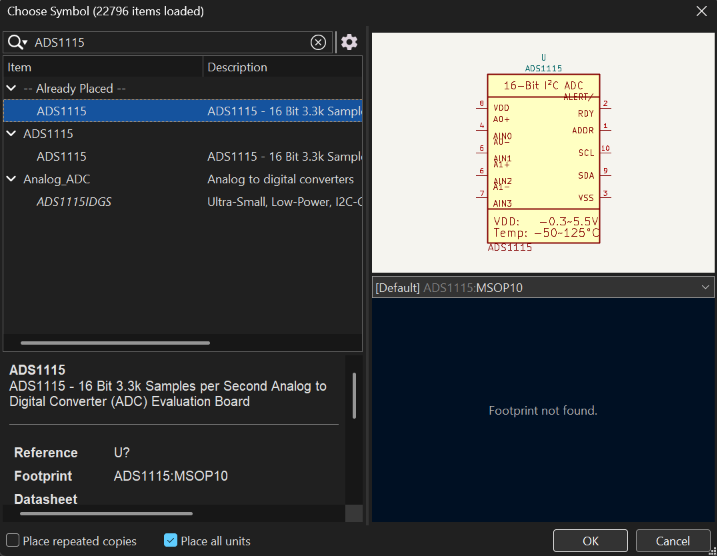 Choose Symbol (22796 items loaded)
ADS1115
Item Description
-- Already Placed --
ADS1115 ADS1115 - 16 Bit 3.3k Sampl
ADS1115
ADS1115 ADS1115 - 16 Bit 3.3k Sampl
Analog_ADC Analog to digital converters
ADS1115IDGS Ultra-Small, Low-Power, I2C-C
ADS1115
ADS1115 - 16 Bit 3.3k Samples per Second Analog to
Digital Converter (ADC) Evaluation Board
Reference U?
Footprint ADS1115:MSOP10
Datasheet
U
ADS1115
16-Bit I²C ADC
ALERT/
8 VDD RDY 2
A0+
4 AIN0 ADDR 1
A0-
5 AIN1 SCL 10
A1+
6 AIN2 SDA 9
A1-
7 AIN3 VSS 3
VDD: -0.3~5.5V
Temp: -50~125°C
ADS1115
[Default] ADS1115:MSOP10
Footprint not found.
Place repeated copies Place all units
OK Cancel